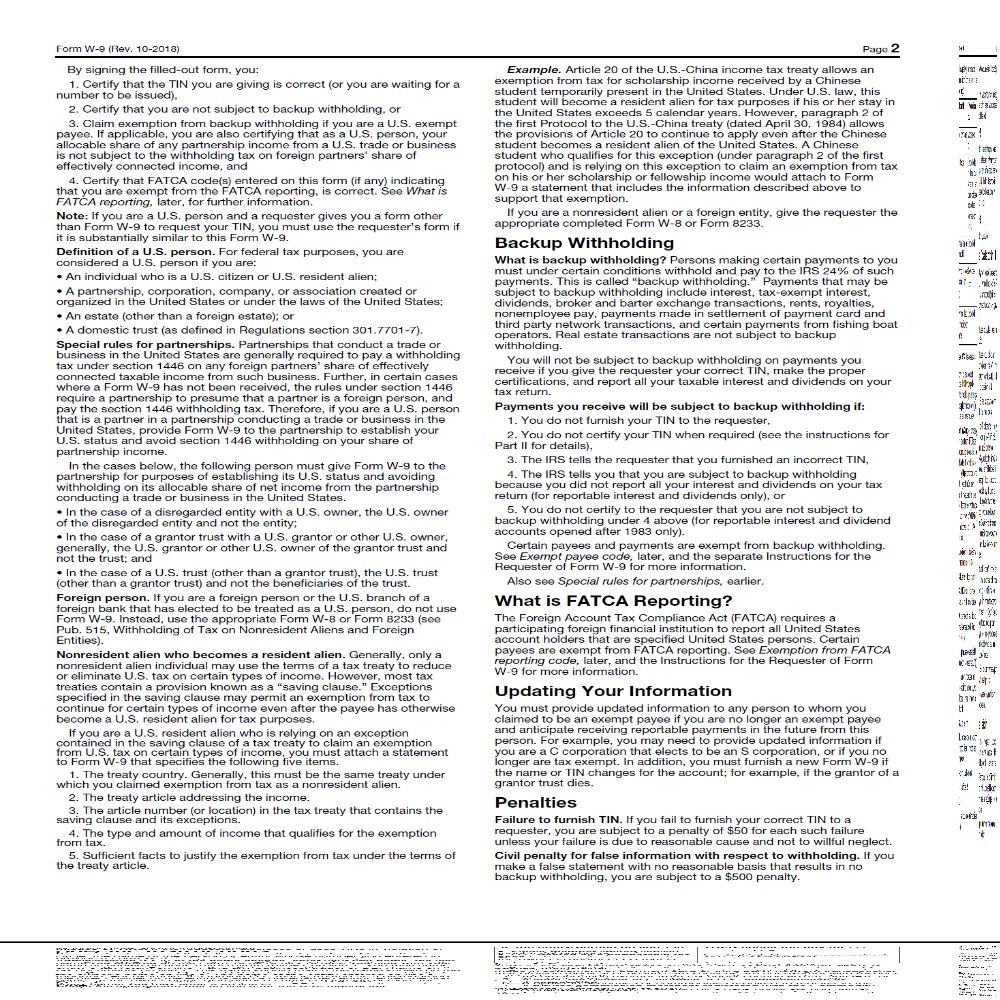 Form W-9 (Rev. 10-2018)
Page 2
By signing the filled-out form, you:
1. Certify that the TIN you are giving is correct (or you are waiting for a
number to be issued),
2. Certify that you are not subject to backup withholding, or
3. Claim exemption from backup withholding if you are a U.S. exempt
payee. If applicable, you are also certifying that as a U.S. person, your
allocable share of any partnership income from a U.S. trade or business
is not subject to the withholding tax on foreign partners' share of
effectively connected income, and
4. Certify that FATCA code(s) entered on this form (if any) indicating
that you are exempt from the FATCA reporting, is correct. See What is
FATCA reporting, later, for further information.
Note: If you are a U.S. person and a requester gives you a form other
than Form W-9 to request your TIN, you must use the requester's form if
it is substantially similar to this Form W-9.
Definition of a U.S. person. For federal tax purposes, you are
considered a U.S. person if you are:
• An individual who is a U.S. citizen or U.S. resident alien;
• A partnership, corporation, company, or association created or
organized in the United States or under the laws of the United States;
• An estate (other than a foreign estate); or
• A domestic trust (as defined in Regulations section 301.7701-7).
Special rules for partnerships. Partnerships that conduct a trade or
business in the United States are generally required to pay a withholding
tax under section 1446 on any foreign partners' share of effectively
connected taxable income from such business. Further, in certain cases
where a Form W-9 has not been received, the rules under section 1446
require a partnership to presume that a partner is a foreign person, and
pay the section 1446 withholding tax. Therefore, if you are a U.S. person
that is a partner in a partnership conducting a trade or business in the
United States, provide Form W-9 to the partnership to establish your
U.S. status and avoid section 1446 withholding on your share of
partnership income.
In the cases below, the following person must give Form W-9 to the
partnership for purposes of establishing its U.S. status and avoiding
withholding on its allocable share of net income from the partnership
conducting a trade or business in the United States.
• In the case of a disregarded entity with a U.S. owner, the U.S. owner
of the disregarded entity and not the entity;
• In the case of a grantor trust with a U.S. grantor or other U.S. owner,
generally, the U.S. grantor or other U.S. owner of the grantor trust and
not the trust; and
• In the case of a U.S. trust (other than a grantor trust), the U.S. trust
(other than a grantor trust) and not the beneficiaries of the trust.
Foreign person. If you are a foreign person or the U.S. branch of a
foreign bank that has elected to be treated as a U.S. person, do not use
Form W-9. Instead, use the appropriate Form W-8 or Form 8233 (see
Pub. 515, Withholding of Tax on Nonresident Aliens and Foreign
Entities).
Nonresident alien who becomes a resident alien. Generally, only a
nonresident alien individual may use the terms of a tax treaty to reduce
or eliminate U.S. tax on certain types of income. However, most tax
treaties contain a provision known as a “saving clause.” Exceptions
specified in the saving clause may permit an exemption from tax to
continue for certain types of income even after the payee has otherwise
become a U.S. resident alien for tax purposes.
If you are a U.S. resident alien who is relying on an exception
contained in the saving clause of a tax treaty to claim an exemption
from U.S. tax on certain types of income, you must attach a statement
to Form W-9 that specifies the following five items.
1. The treaty country. Generally, this must be the same treaty under
which you claimed exemption from tax as a nonresident alien.
2. The treaty article addressing the income.
3. The article number (or location) in the tax treaty that contains the
saving clause and its exceptions.
4. The type and amount of income that qualifies for the exemption
from tax.
5. Sufficient facts to justify the exemption from tax under the terms of
the treaty article.
Example. Article 20 of the U.S.-China income tax treaty allows an
exemption from tax for scholarship income received by a Chinese
student temporarily present in the United States. Under U.S. law, this
student will become a resident alien for tax purposes if his or her stay in
the United States exceeds 5 calendar years. However, paragraph 2 of
the first Protocol to the U.S.-China treaty (dated April 30, 1984) allows
the provisions of Article 20 to continue to apply even after the Chinese
student becomes a resident alien of the United States. A Chinese
student who qualifies for this exception (under paragraph 2 of the first
protocol) and is relying on this exception to claim an exemption from tax
on his or her scholarship or fellowship income would attach to Form
W-9 a statement that includes the information described above to
support that exemption.
If you are a nonresident alien or a foreign entity, give the requester the
appropriate completed Form W-8 or Form 8233.
Backup Withholding
What is backup withholding? Persons making certain payments to you
must under certain conditions withhold and pay to the IRS 24% of such
payments. This is called “backup withholding.” Payments that may be
subject to backup withholding include interest, tax-exempt interest,
dividends, broker and barter exchange transactions, rents, royalties,
nonemployee pay, payments made in settlement of payment card and
third party network transactions, and certain payments from fishing boat
operators. Real estate transactions are not subject to backup
withholding.
You will not be subject to backup withholding on payments you
receive if you give the requester your correct TIN, make the proper
certifications, and report all your taxable interest and dividends on your
tax return.
Payments you receive will be subject to backup withholding if:
1. You do not furnish your TIN to the requester,
2. You do not certify your TIN when required (see the instructions for
Part II for details),
3. The IRS tells the requester that you furnished an incorrect TIN,
4. The IRS tells you that you are subject to backup withholding
because you did not report all your interest and dividends on your tax
return (for reportable interest and dividends only), or
5. You do not certify to the requester that you are not subject to
backup withholding under 4 above (for reportable interest and dividend
accounts opened after 1983 only).
Certain payees and payments are exempt from backup withholding.
See Exempt payee code, later, and the separate Instructions for the
Requester of Form W-9 for more information.
Also see Special rules for partnerships, earlier.
What is FATCA Reporting?
The Foreign Account Tax Compliance Act (FATCA) requires a
participating foreign financial institution to report all United States
account holders that are specified United States persons. Certain
payees are exempt from FATCA reporting. See Exemption from FATCA
reporting code, later, and the Instructions for the Requester of Form
W-9 for more information.
Updating Your Information
You must provide updated information to any person to whom you
claimed to be an exempt payee if you are no longer an exempt payee
and anticipate receiving reportable payments in the future from this
person. For example, you may need to provide updated information if
you are a C corporation that elects to be an S corporation, or if you no
longer are tax exempt. In addition, you must furnish a new Form W-9 if
the name or TIN changes for the account; for example, if the grantor of a
grantor trust dies.
Penalties
Failure to furnish TIN. If you fail to furnish your correct TIN to a
requester, you are subject to a penalty of $50 for each such failure
unless your failure is due to reasonable cause and not to willful neglect.
Civil penalty for false information with respect to withholding. If you
make a false statement with no reasonable basis that results in no
backup withholding, you are subject to a $500 penalty.